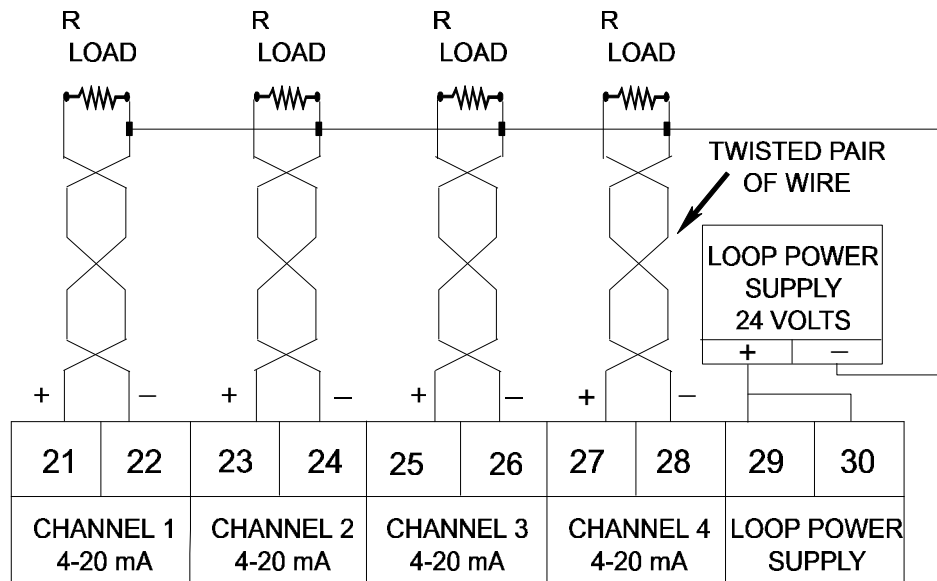 R R R R
LOAD LOAD LOAD LOAD
TWISTED PAIR
OF WIRE
LOOP POWER
SUPPLY
24 VOLTS
+ −
+ − + − + − + −
21 22 23 24 25 26 27 28 29 30
CHANNEL 1 CHANNEL 2 CHANNEL 3 CHANNEL 4 LOOP POWER
4-20 mA 4-20 mA 4-20 mA 4-20 mA SUPPLY